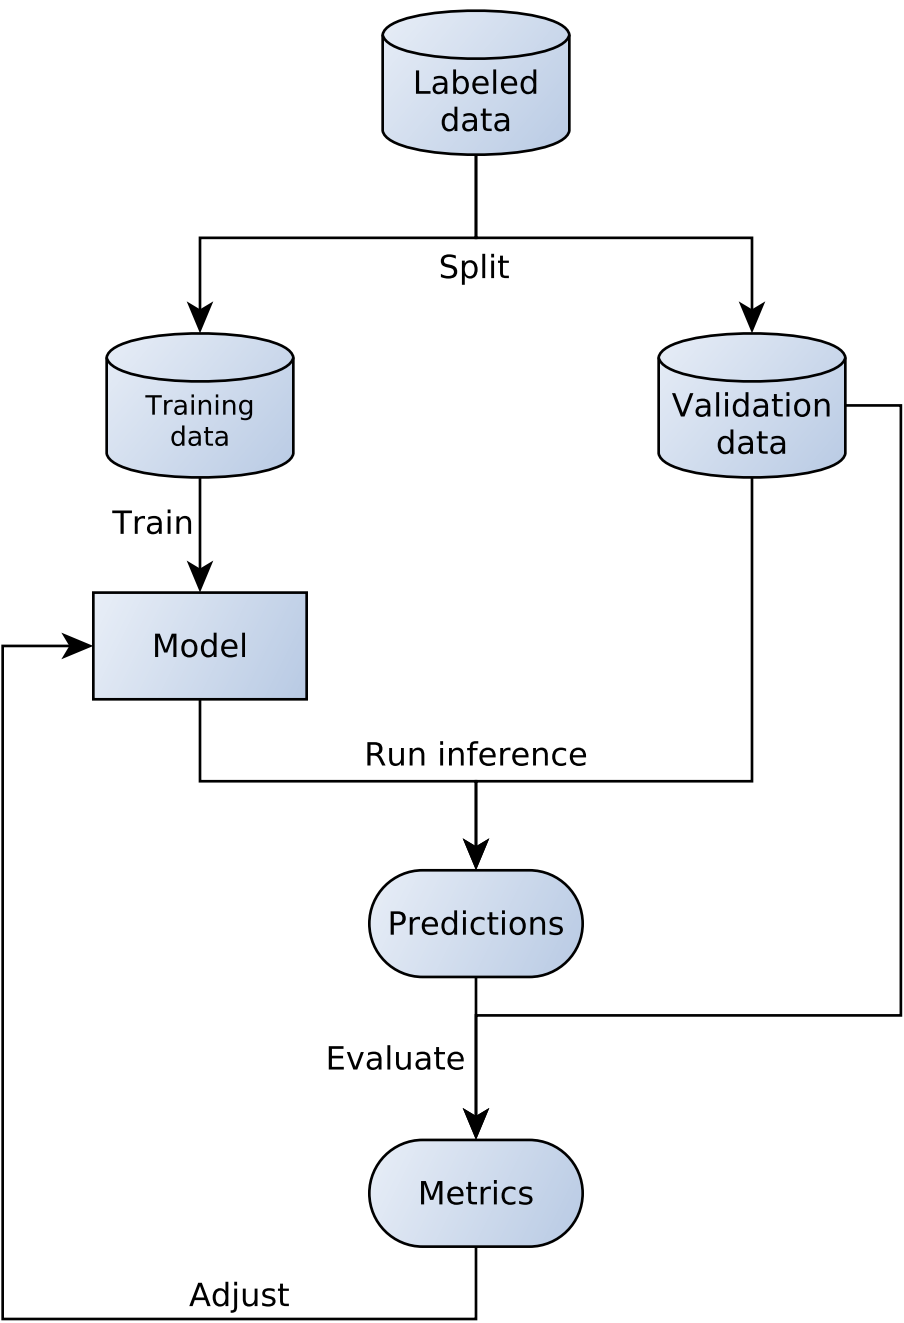 Labeled
data
Split
Training
data
Validation
data
Train
Model
Run inference
Predictions
Evaluate
Metrics
Adjust